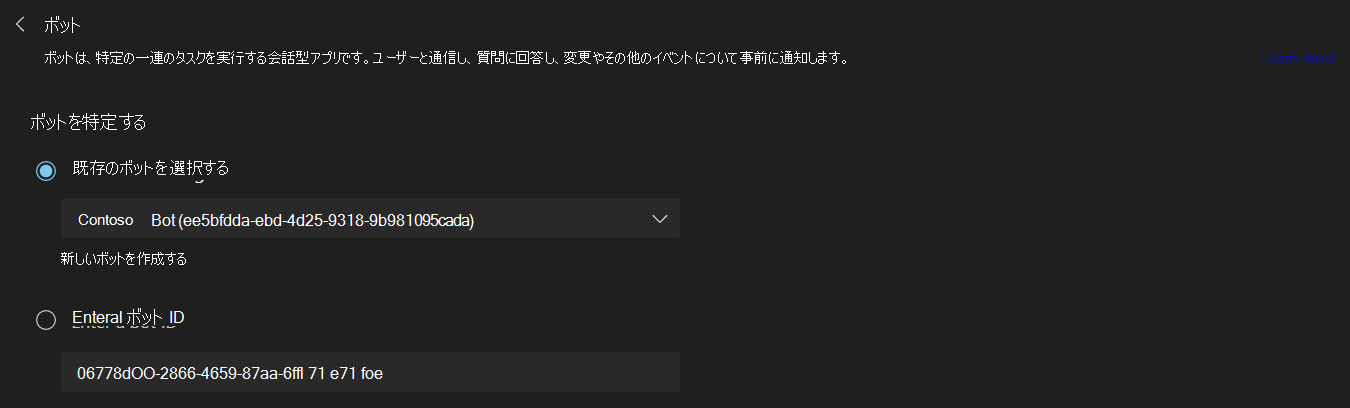 ボット
ボットは、特定の一連のタスクを実行する会話型アプリです。ユーザーと通信し、質問に回答し、変更やその他のイベントについて事前に通知します。
Learn more
ボットを特定する
既存のボットを選択する
Contoso Bot (ee5bfdda-ebd-4d25-9318-9b981095cada)
新しいボットを作成する
Enteral ボット ID
06778dOO-2866-4659-87aa-6ffl 71 e71 foe